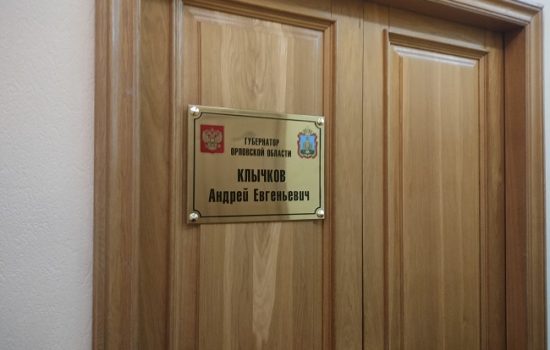 ГУБЕРНАТОР
ОРЛОВСКОЙ ОБЛАСТИ
КЛЫЧКОВ
Андрей Евгеньевич